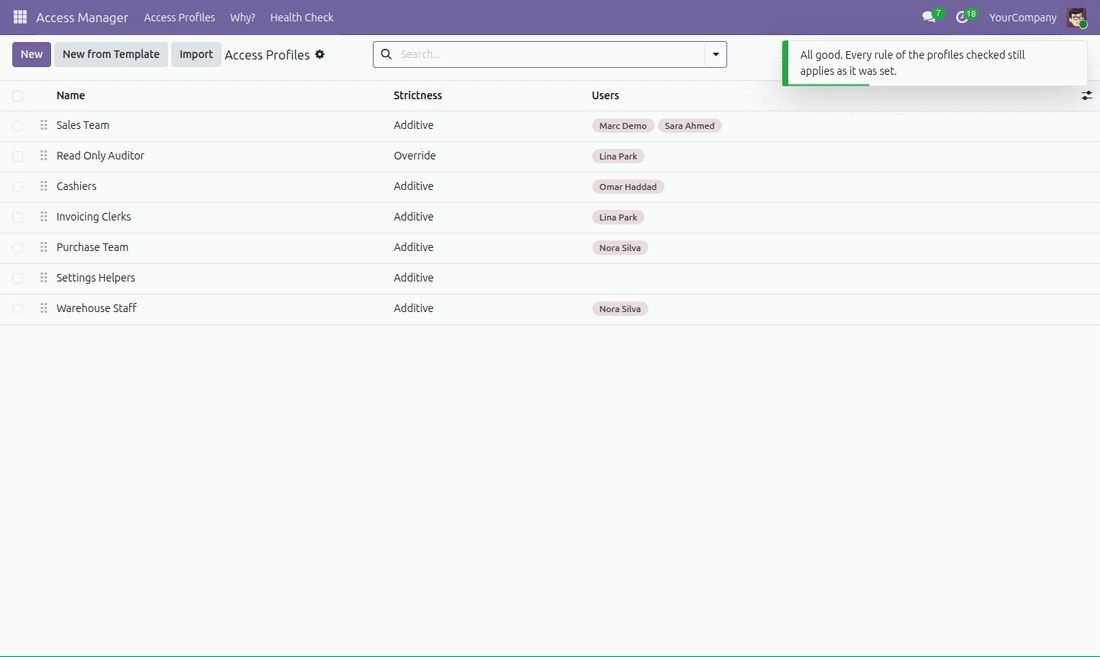 Access Manager Access Profiles Why? Health Check 7 18 YourCompany
New New from Template Import Access Profiles Search...
All good. Every rule of the profiles checked still
applies as it was set.
Name Strictness Users
Sales Team Additive Marc Demo Sara Ahmed
Read Only Auditor Override Lina Park
Cashiers Additive Omar Haddad
Invoicing Clerks Additive Lina Park
Purchase Team Additive Nora Silva
Settings Helpers Additive
Warehouse Staff Additive Nora Silva